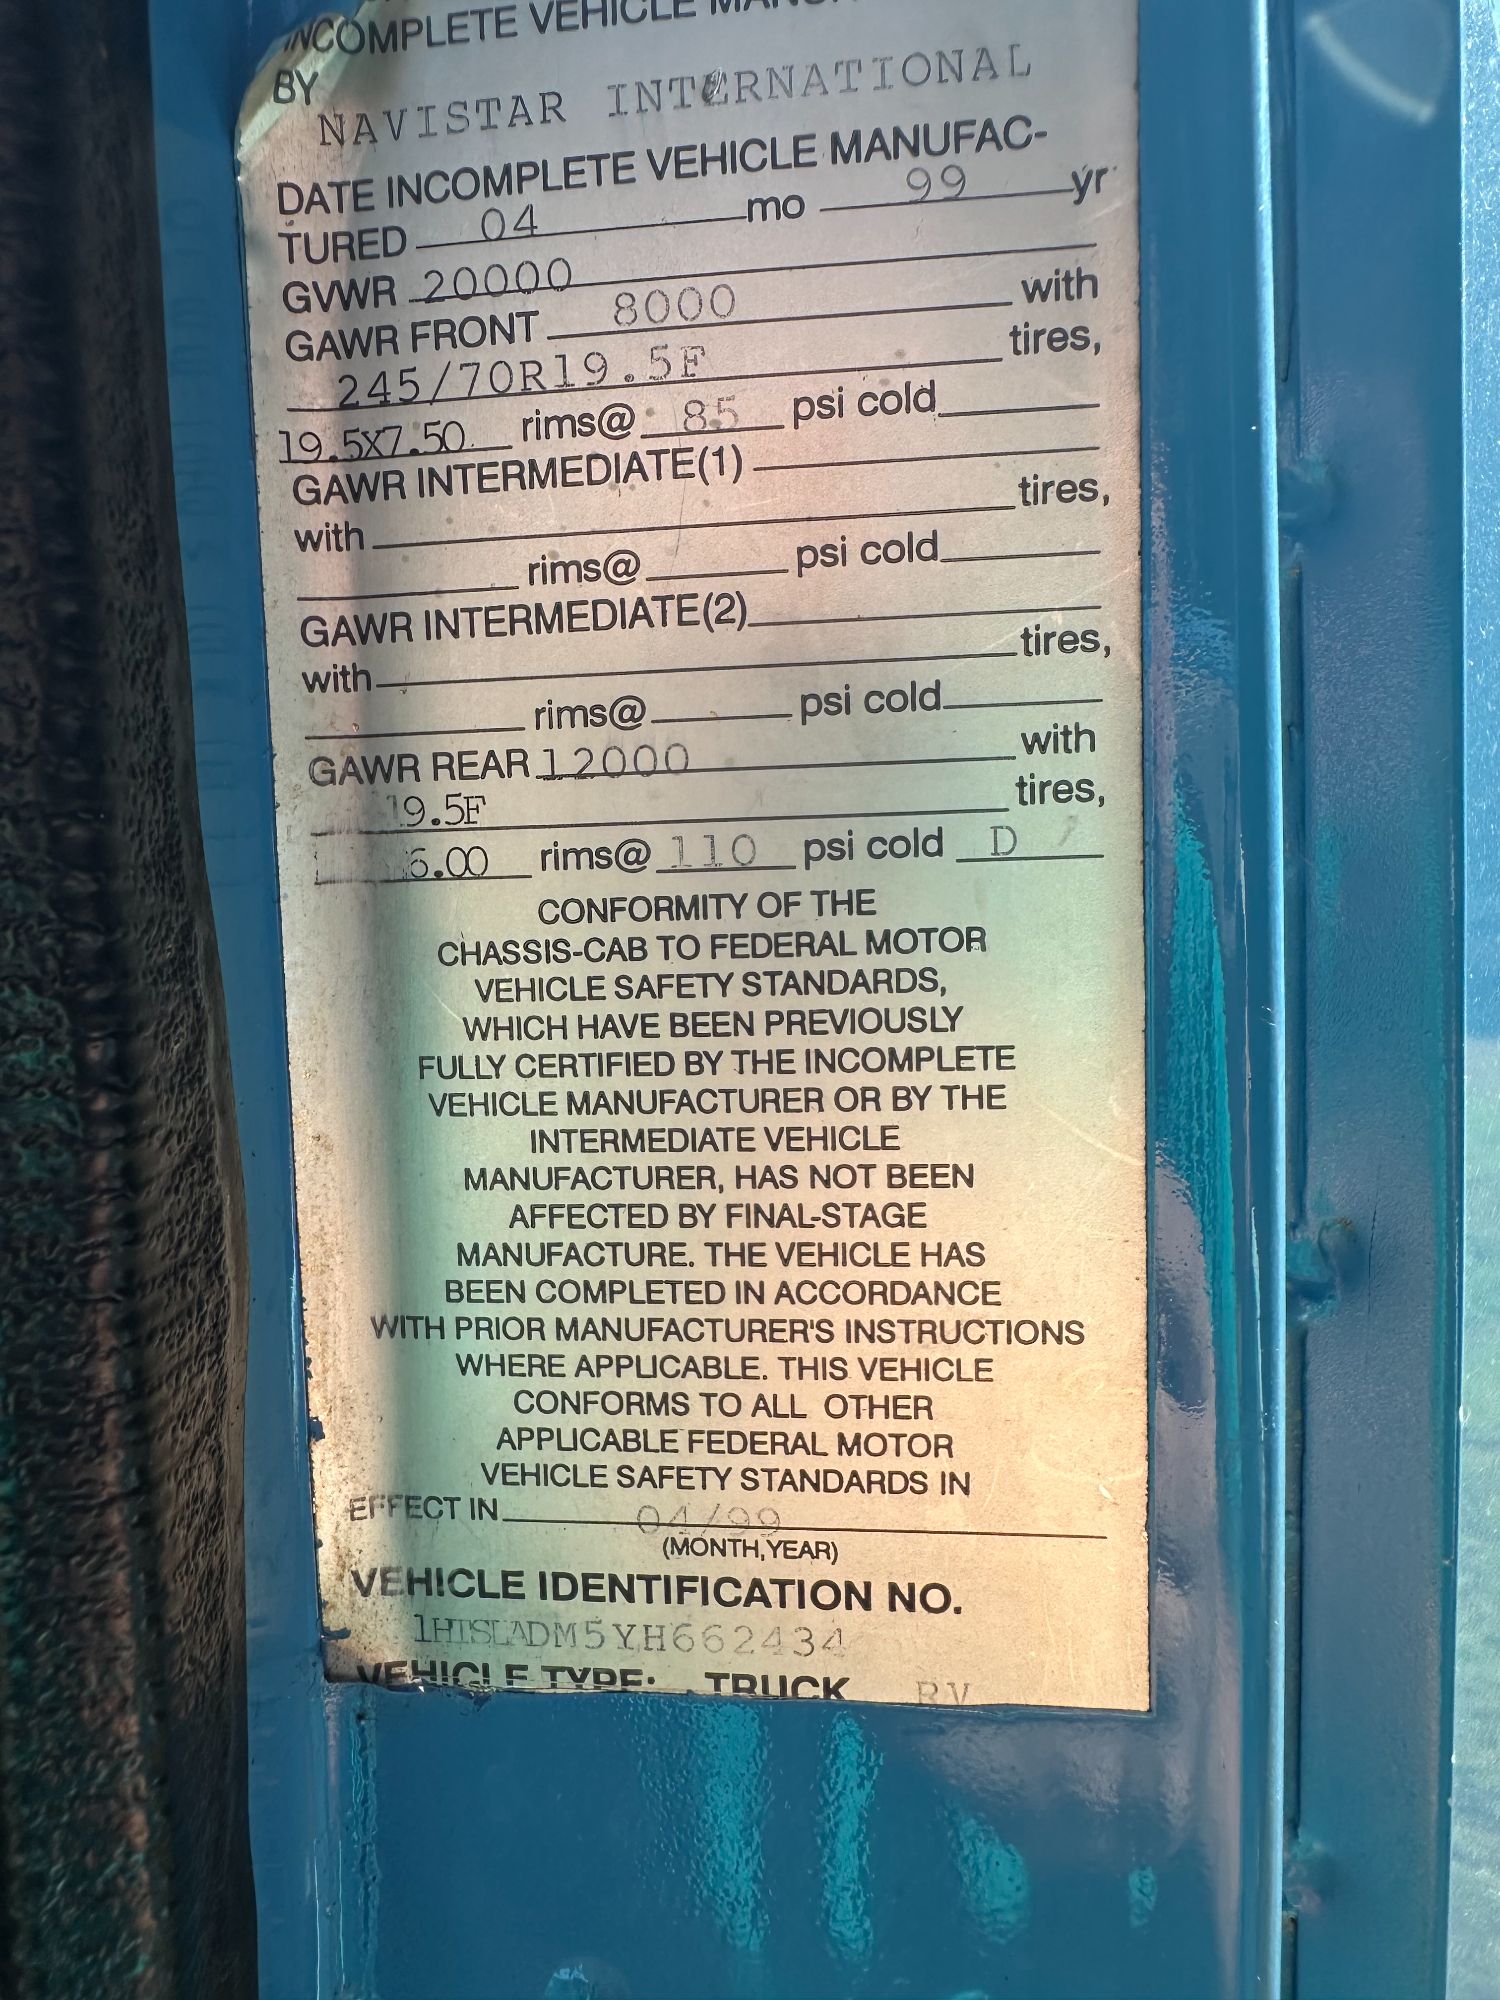 INCOMPLETE VEHICLE
BY
NAVISTAR INTERNATIONAL
DATE INCOMPLETE VEHICLE MANUFAC-
TURED 04 mo 99 yr
GVWR 20000
GAWR FRONT 8000 with
245/70R19.5F tires,
19.5X7.50 rims@ 85 psi cold
GAWR INTERMEDIATE(1)
with tires,
rims@ psi cold
GAWR INTERMEDIATE(2)
with tires,
rims@ psi cold
GAWR REAR 12000 with
19.5F tires,
6.00 rims@ 110 psi cold D
CONFORMITY OF THE
CHASSIS-CAB TO FEDERAL MOTOR
VEHICLE SAFETY STANDARDS,
WHICH HAVE BEEN PREVIOUSLY
FULLY CERTIFIED BY THE INCOMPLETE
VEHICLE MANUFACTURER OR BY THE
INTERMEDIATE VEHICLE
MANUFACTURER, HAS NOT BEEN
AFFECTED BY FINAL-STAGE
MANUFACTURE. THE VEHICLE HAS
BEEN COMPLETED IN ACCORDANCE
WITH PRIOR MANUFACTURER'S INSTRUCTIONS
WHERE APPLICABLE. THIS VEHICLE
CONFORMS TO ALL OTHER
APPLICABLE FEDERAL MOTOR
VEHICLE SAFETY STANDARDS IN
EFFECT IN 04/99
(MONTH,YEAR)
VEHICLE IDENTIFICATION NO.
1HTSLADM5YH662434
VEHICLE TYPE: TRUCK RV